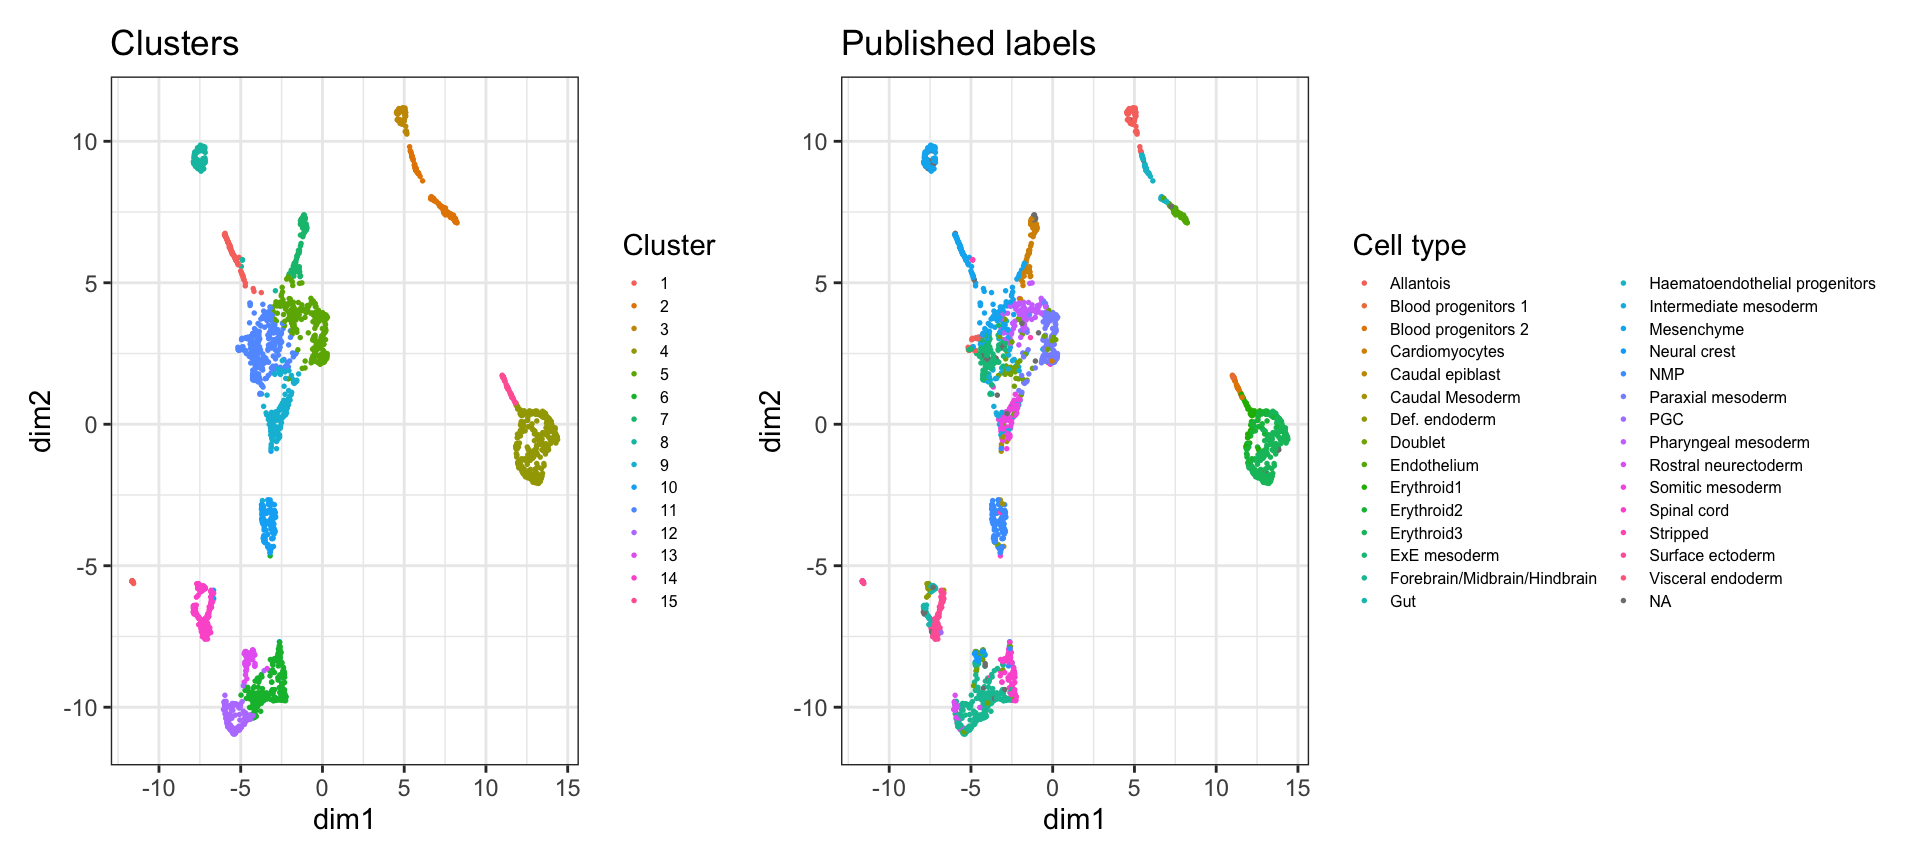 Clusters
10
5
0
-5
-10
-10
-5
0
5
10
15
dim1
dim2
Cluster
1
2
3
4
5
6
7
8
9
10
11
12
13
14
15
Published labels
10
5
0
-5
-10
-10
-5
0
5
10
15
dim1
dim2
Cell type
Allantois
Blood progenitors 1
Blood progenitors 2
Cardiomyocytes
Caudal epiblast
Caudal Mesoderm
Def. endoderm
Doublet
Endothelium
Erythroid1
Erythroid2
Erythroid3
ExE mesoderm
Forebrain/Midbrain/Hindbrain
Gut
Haematoendothelial progenitors
Intermediate mesoderm
Mesenchyme
Neural crest
NMP
Paraxial mesoderm
PGC
Pharyngeal mesoderm
Rostral neurectoderm
Somitic mesoderm
Spinal cord
Stripped
Surface ectoderm
Visceral endoderm
NA